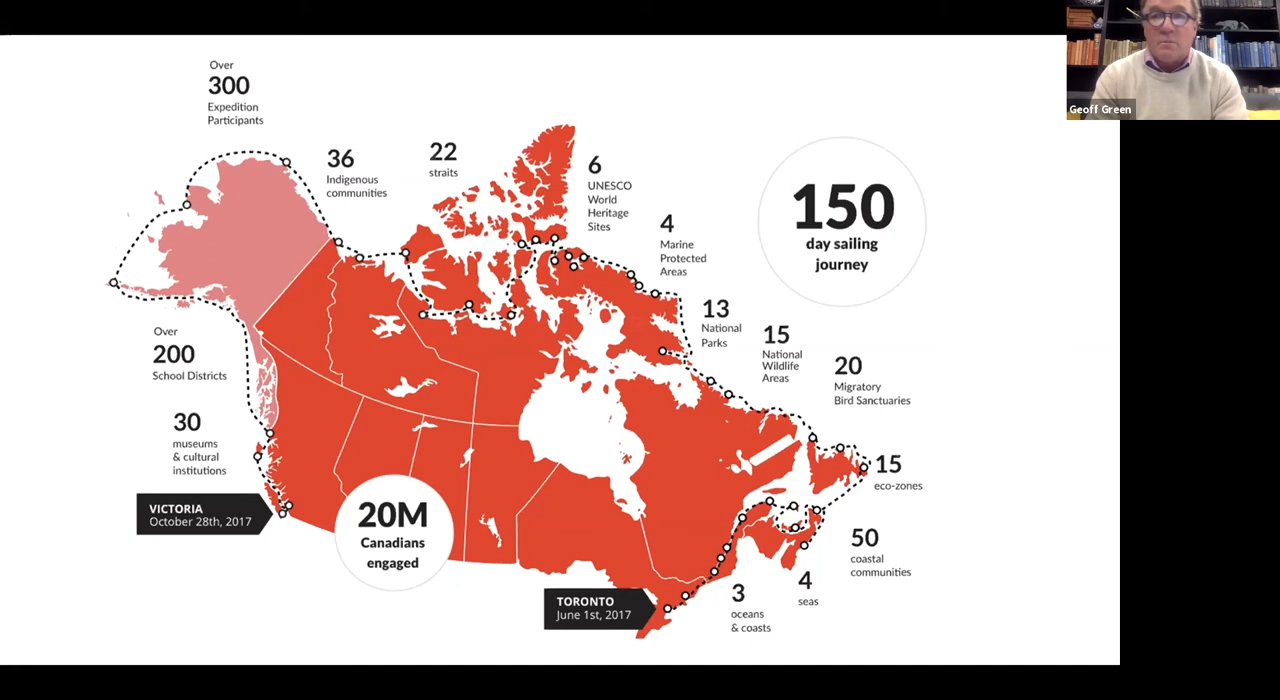 Geoff Green
Over
300
Expedition
Participants
36
Indigenous
communities
22
straits
6
UNESCO
World
Heritage
Sites
4
Marine
Protected
Areas
150
day sailing
journey
13
National
Parks
15
National
Wildlife
Areas
20
Migratory
Bird Sanctuaries
Over
200
School Districts
30
museums
& cultural
institutions
15
eco-zones
VICTORIA
October 28th, 2017
20M
Canadians
engaged
50
coastal
communities
4
seas
3
oceans
& coasts
TORONTO
June 1st, 2017